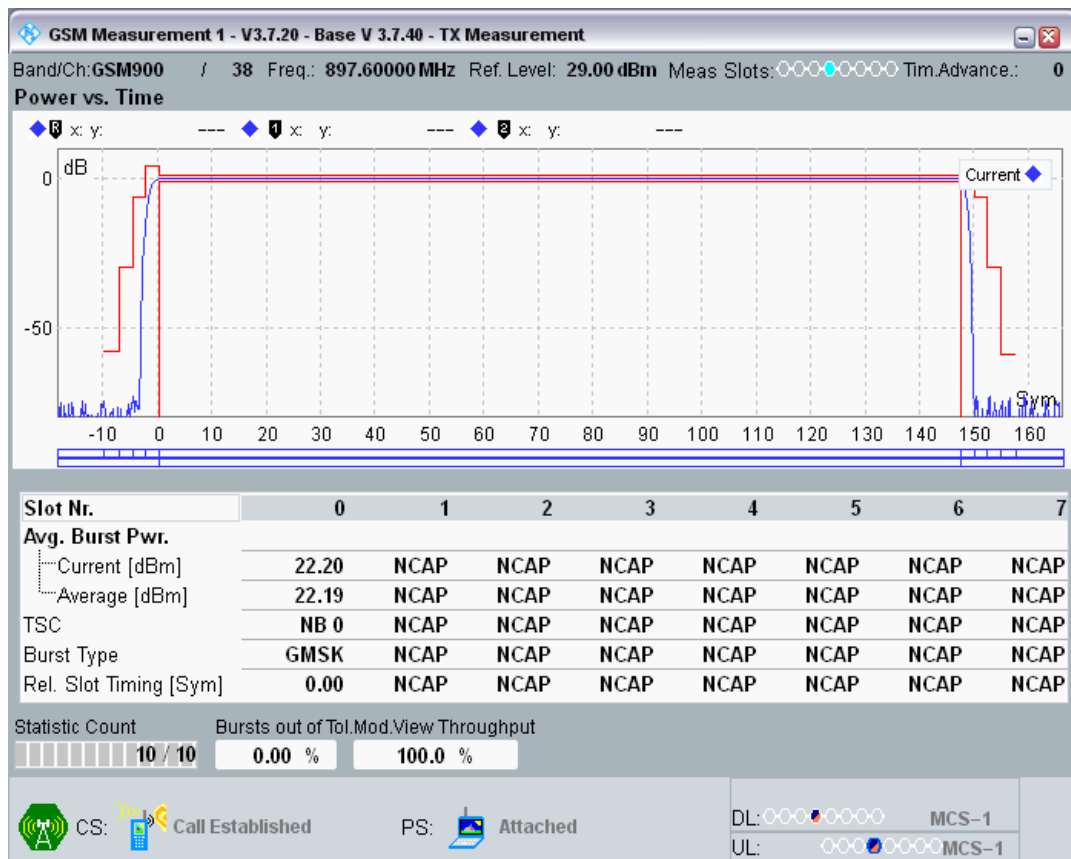 GSM Measurement 1 - V3.7.20 - Base V 3.7.40 - TX Measurement
Band/Ch:GSM900 / 38 Freq.: 897.60000 MHz Ref. Level: 29.00 dBm Meas Slots: Tim.Advance.: 0
Power vs. Time
R x: y: --- 1 x: y: --- 2 x: y: ---
dB
Current
0
-50
Sym
-10 0 10 20 30 40 50 60 70 80 90 100 110 120 130 140 150 160
Slot Nr. 0 1 2 3 4 5 6 7
Avg. Burst Pwr.
Current [dBm] 22.20 NCAP NCAP NCAP NCAP NCAP NCAP NCAP
Average [dBm] 22.19 NCAP NCAP NCAP NCAP NCAP NCAP NCAP
TSC NB 0 NCAP NCAP NCAP NCAP NCAP NCAP NCAP
Burst Type GMSK NCAP NCAP NCAP NCAP NCAP NCAP NCAP
Rel. Slot Timing [Sym] 0.00 NCAP NCAP NCAP NCAP NCAP NCAP NCAP
Statistic Count Bursts out of Tol.Mod.View Throughput
10 / 10 0.00 % 100.0 %
CS: Call Established PS: Attached
DL: MCS-1
UL: MCS-1